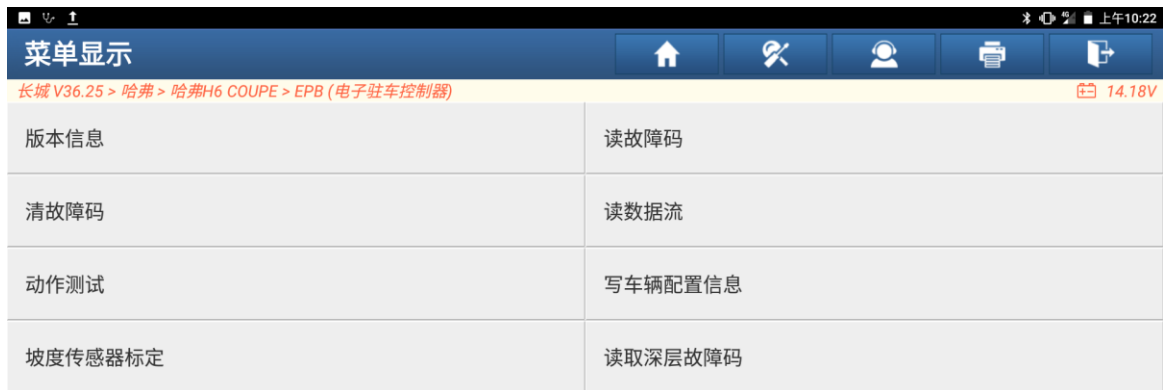 上午10:22
菜单显示
长城 V36.25 > 哈弗 > 哈弗H6 COUPE > EPB (电子驻车控制器) 14.18V
版本信息 读故障码
清故障码 读数据流
动作测试 写车辆配置信息
坡度传感器标定 读取深层故障码